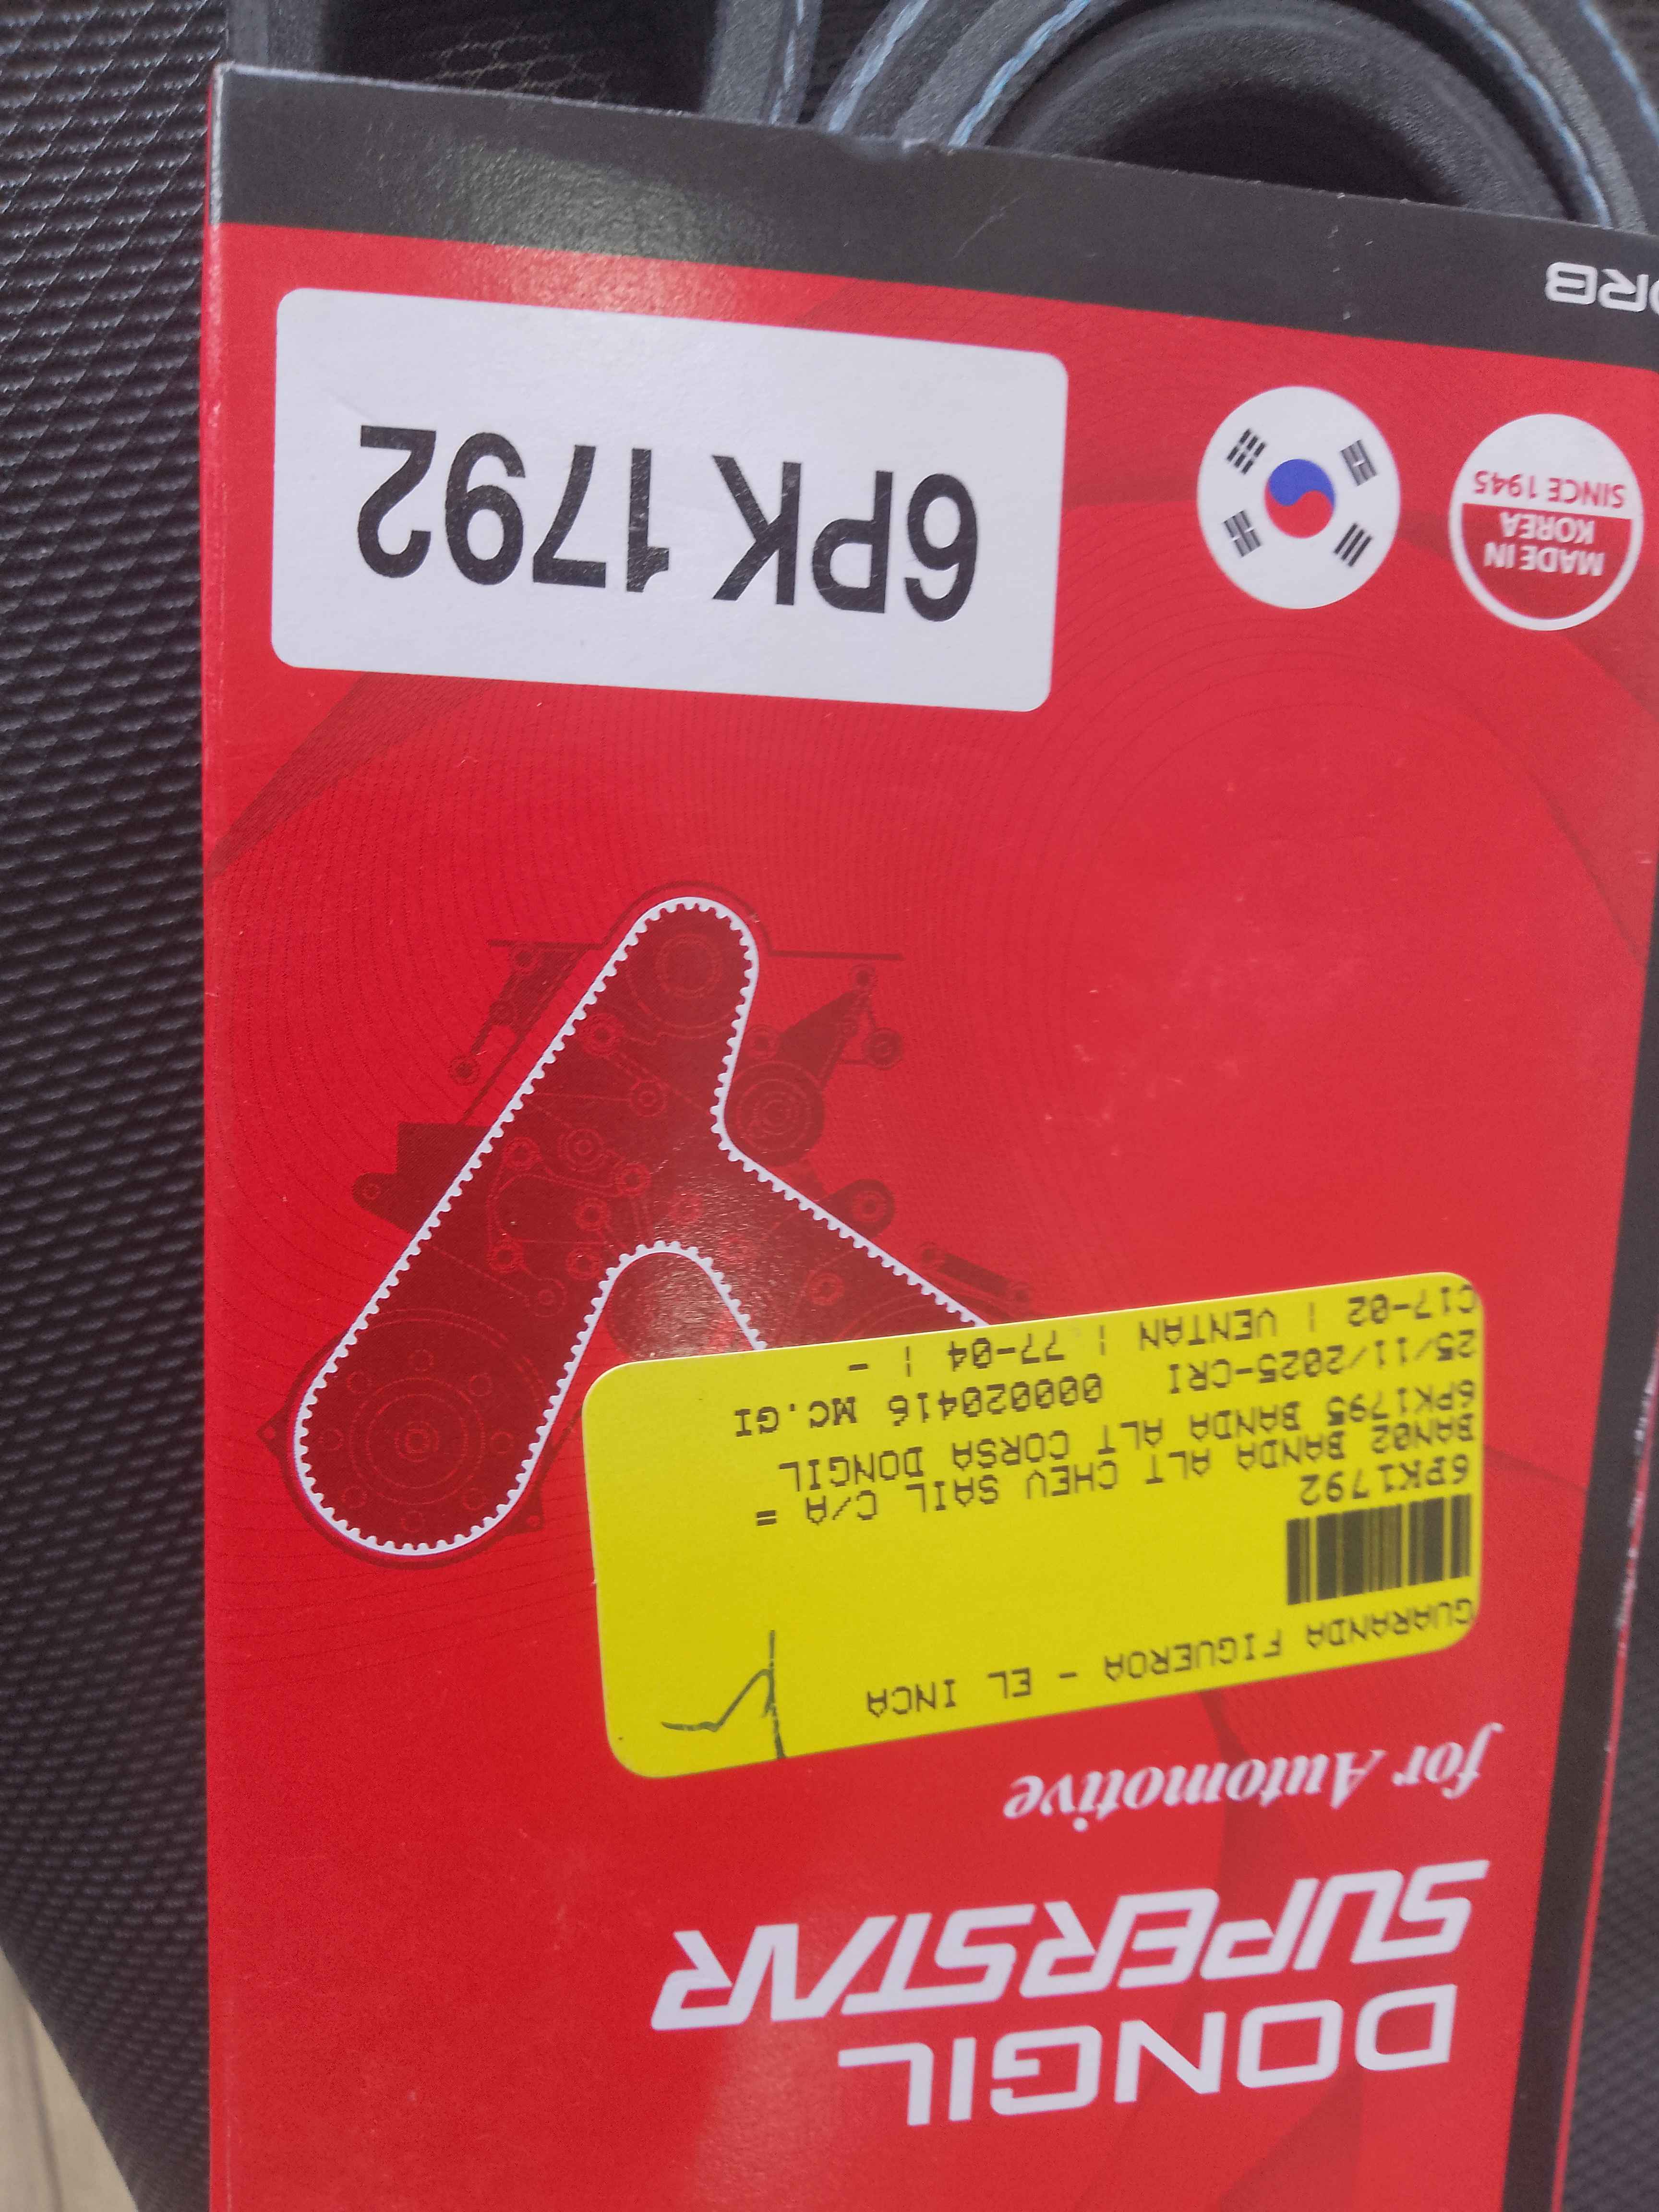 DONGIL
SUPERSTAR
for Automotive
GUARANDA FIGUEROA - EL INCA
6PK1792
BAN02 BANDA ALT CHEV SAIL C/A =
6PK1795 BANDA ALT ALT CORSA DONGIL
25/11/2025-CRI 000020416 MC.GI
C17-02 | VENTAN | 77-04 | -
MADE IN
KOREA
SINCE 1945
6PK 1792